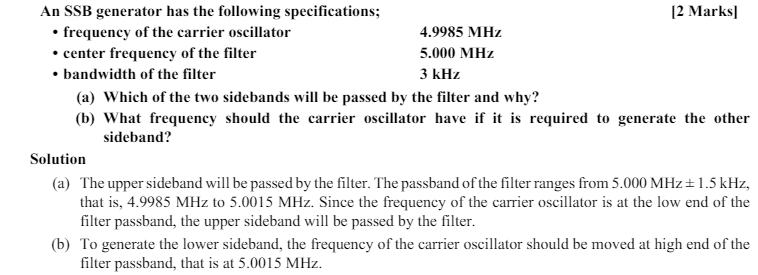 An SSB generator has the following specifications; [2 Marks]
• frequency of the carrier oscillator 4.9985 MHz
• center frequency of the filter 5.000 MHz
• bandwidth of the filter 3 kHz
(a) Which of the two sidebands will be passed by the filter and why?
(b) What frequency should the carrier oscillator have if it is required to generate the other
sideband?
Solution
(a) The upper sideband will be passed by the filter. The passband of the filter ranges from 5.000 MHz ± 1.5 kHz,
that is, 4.9985 MHz to 5.0015 MHz. Since the frequency of the carrier oscillator is at the low end of the
filter passband, the upper sideband will be passed by the filter.
(b) To generate the lower sideband, the frequency of the carrier oscillator should be moved at high end of the
filter passband, that is at 5.0015 MHz.